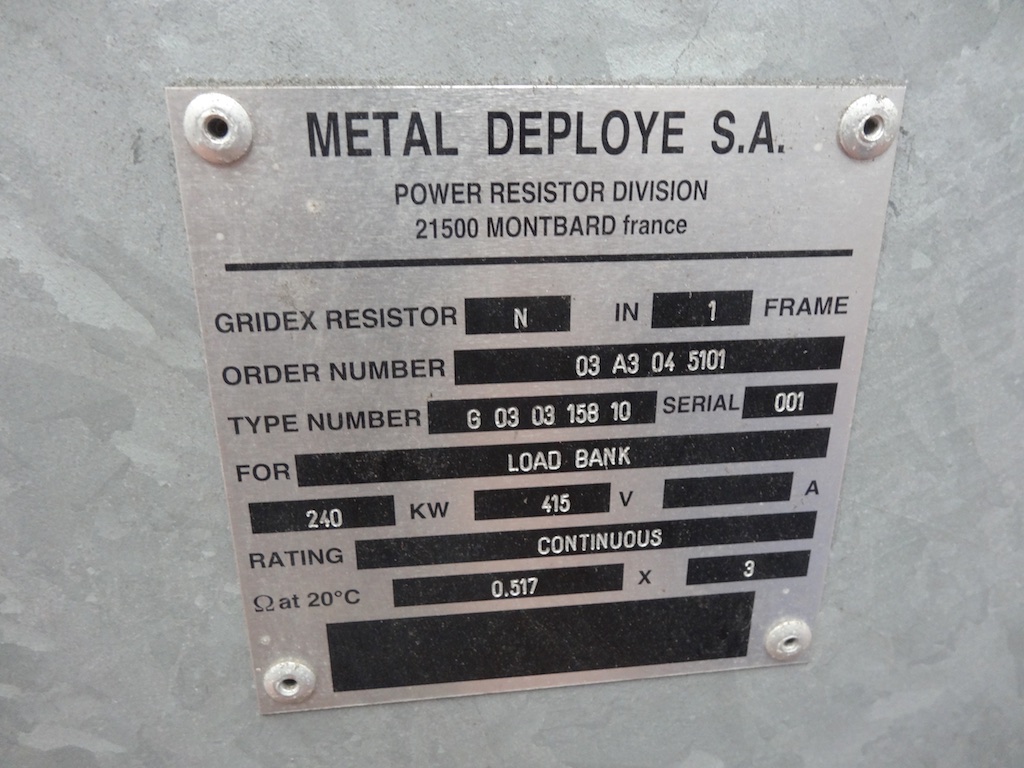 METAL DEPLOYE S.A.
POWER RESISTOR DIVISION
21500 MONTBARD france
GRIDEX RESISTOR N IN 1 FRAME
ORDER NUMBER 03 A3 04 5101
TYPE NUMBER G 03 03 158 10 SERIAL 001
FOR LOAD BANK
240 KW 415 V A
RATING CONTINUOUS
Ω at 20°C 0.517 X 3